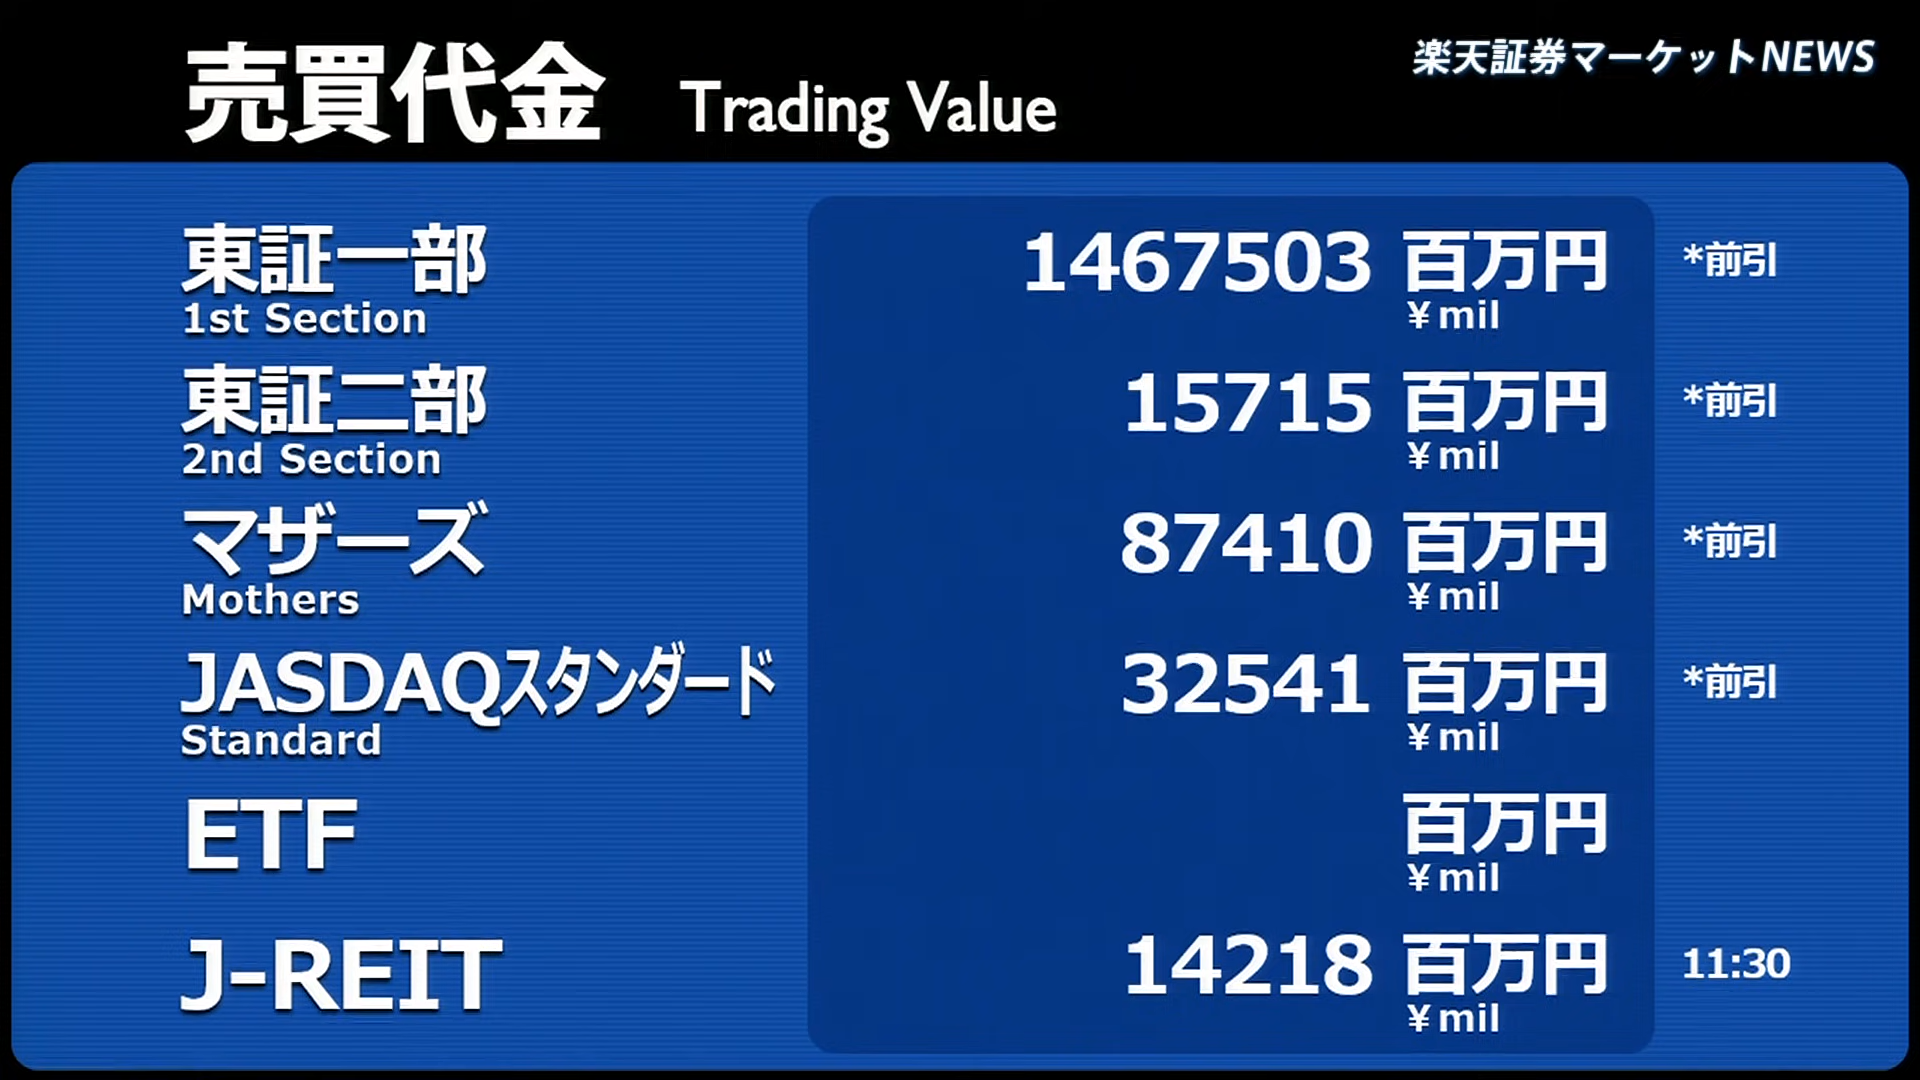 売買代金 Trading Value
楽天証券マーケットNEWS
東証一部 1467503 百万円 *前引
1st Section ¥mil
東証二部 15715 百万円 *前引
2nd Section ¥mil
マザーズ 87410 百万円 *前引
Mothers ¥mil
JASDAQスタンダード 32541 百万円 *前引
Standard ¥mil
ETF 百万円
¥mil
J-REIT 14218 百万円 11:30
¥mil